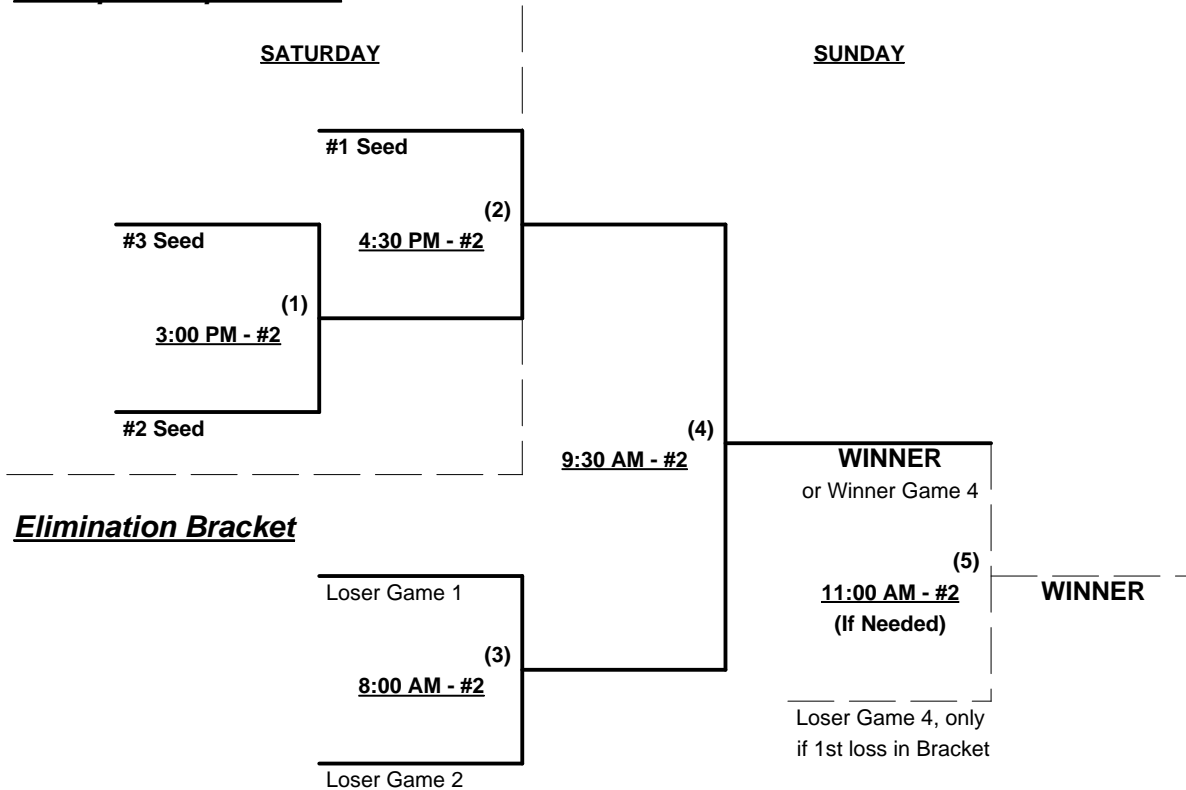 SATURDAY
SUNDAY
#1 Seed
(2)
4:30 PM - #2
#3 Seed
(1)
3:00 PM - #2
#2 Seed
(4)
9:30 AM - #2
WINNER
or Winner Game 4
Elimination Bracket
Loser Game 1
(5)
11:00 AM - #2
(If Needed)
WINNER
(3)
8:00 AM - #2
Loser Game 4, only
if 1st loss in Bracket
Loser Game 2